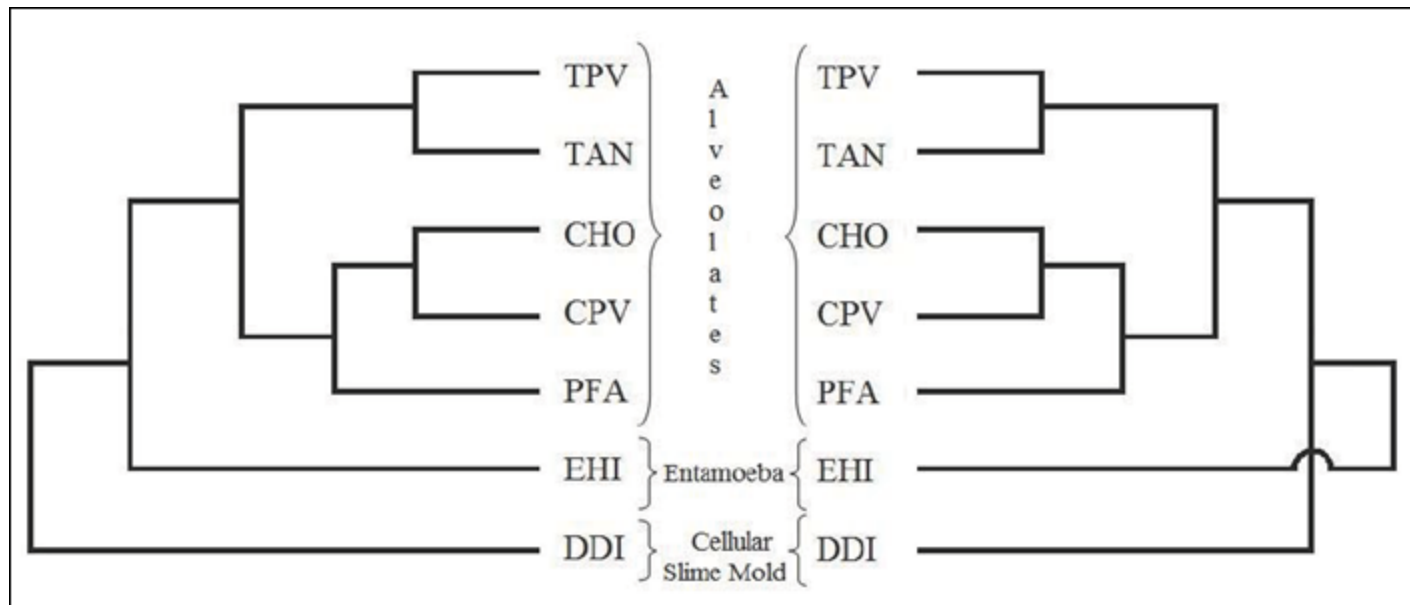 TPV TPV
TAN TAN
CHO CHO
CPV CPV
PFA PFA
Alveolates
EHI Entamoeba EHI
DDI Cellular DDI
Slime Mold